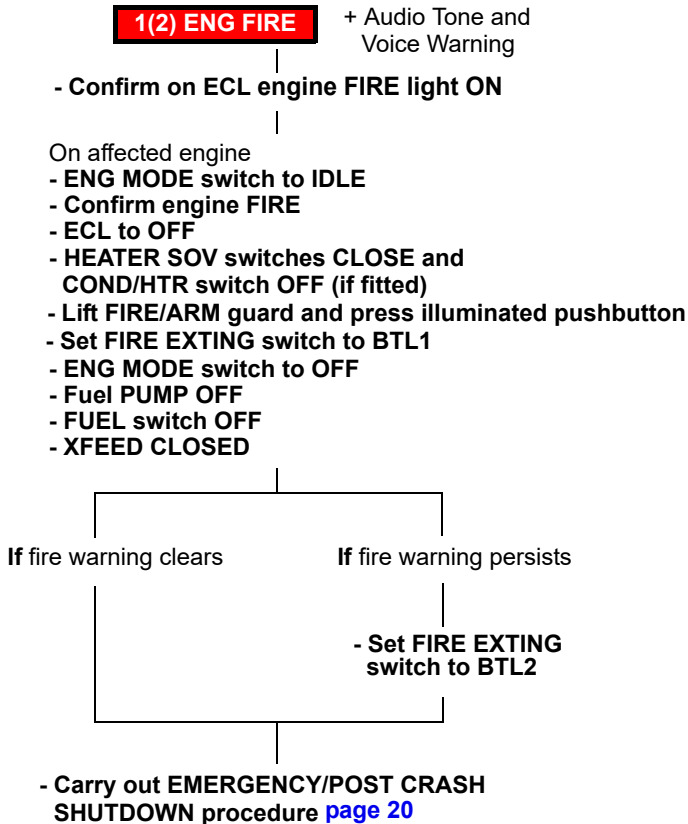 1(2) ENG FIRE
+ Audio Tone and
Voice Warning
- Confirm on ECL engine FIRE light ON
On affected engine
- ENG MODE switch to IDLE
- Confirm engine FIRE
- ECL to OFF
- HEATER SOV switches CLOSE and
COND/HTR switch OFF (if fitted)
- Lift FIRE/ARM guard and press illuminated pushbutton
- Set FIRE EXTING switch to BTL1
- ENG MODE switch to OFF
- Fuel PUMP OFF
- FUEL switch OFF
- XFEED CLOSED
If fire warning clears
If fire warning persists
- Set FIRE EXTING
switch to BTL2
- Carry out EMERGENCY/POST CRASH
SHUTDOWN procedure page 20